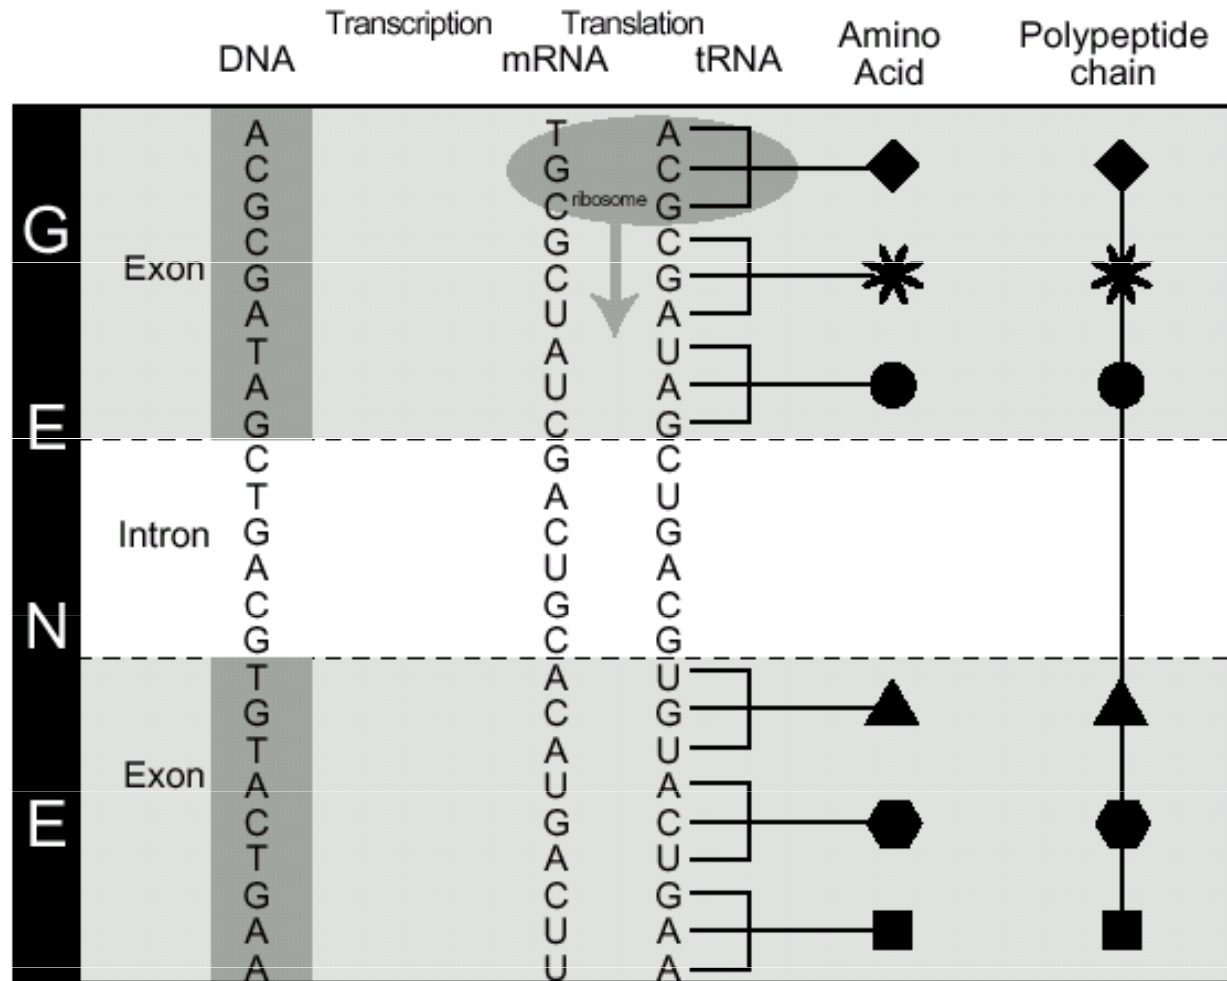 Transcription Translation
DNA mRNA tRNA Amino Acid Polypeptide chain
A T A
C G C
G C ribosome G
G C G C
Exon G C G
A U A
T A U
A U A
E G C G
C G C
T A U
Intron G C G
A U A
C G C
N G C G
T A U
G C G
T A U
Exon A U A
E C G C
T A U
G C G
A U A
A U A